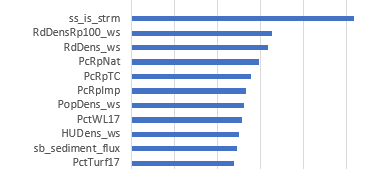 ss_is_strm
RdDensRp100_ws
RdDens_ws
PcRpNat
PcRpTC
PcRpImp
PopDens_ws
PctWL17
HUDens_ws
sb_sediment_flux
PctTurf17